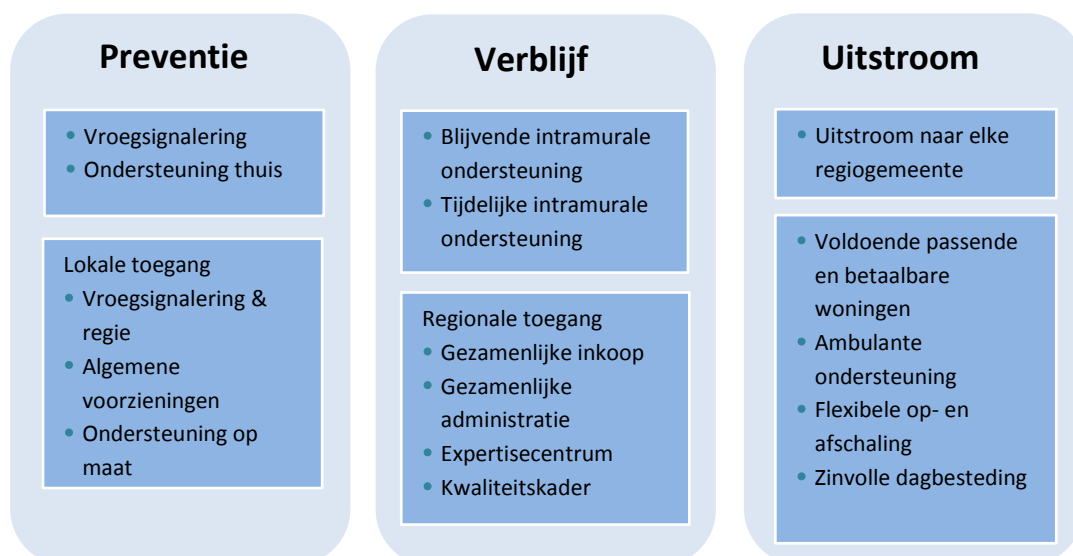 Preventie
• Vroegsignalering
• Ondersteuning thuis
Lokale toegang
• Vroegsignalering &
regie
• Algemene
voorzieningen
• Ondersteuning op
maat
Verblijf
• Blijvende intramurale
ondersteuning
• Tijdelijke intramurale
ondersteuning
Regionale toegang
• Gezamenlijke inkoop
• Gezamenlijke
administratie
• Expertisecentrum
• Kwaliteitskader
Uitstroom
• Uitstroom naar elke
regiogemeente
• Voldoende passende
en betaalbare
woningen
• Ambulante
ondersteuning
• Flexibele op- en
afschaling
• Zinvolle dagbesteding